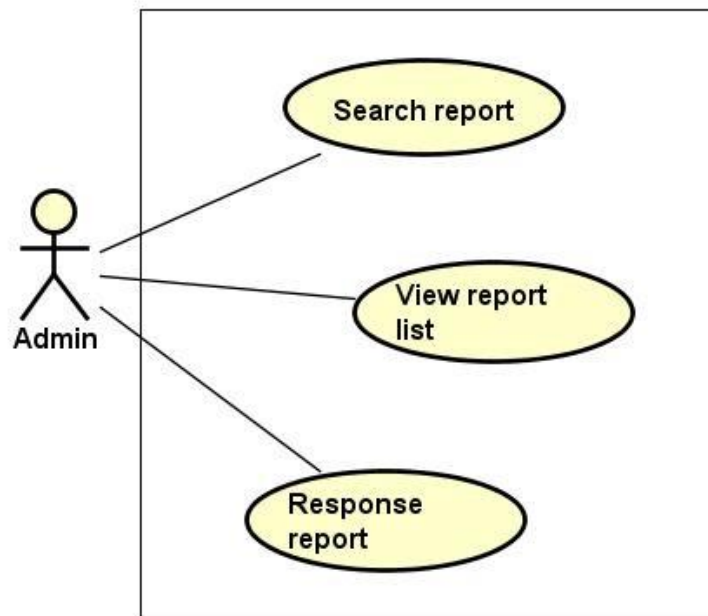 Search report
Admin
View report
list
Response
report